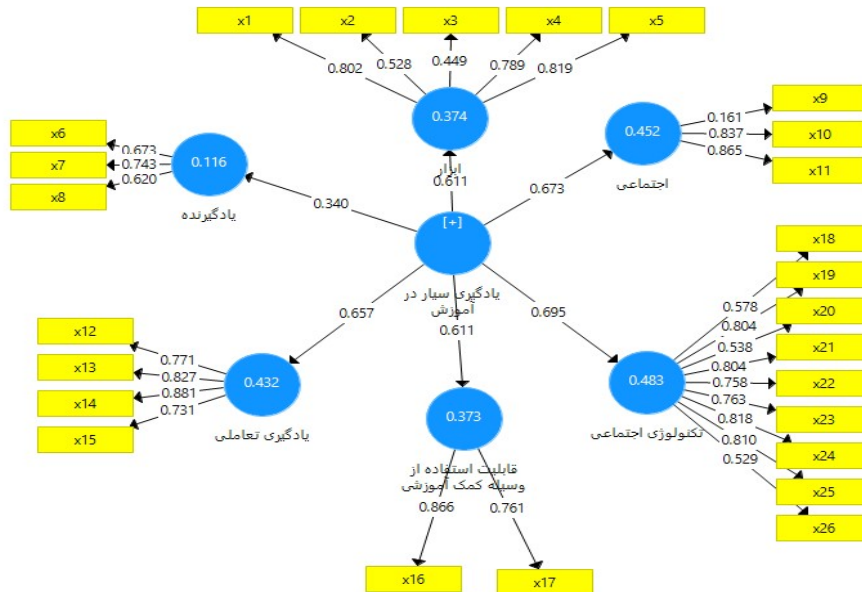 x1
x2
x3
x4
x5
0.802
0.528
0.449
0.789
0.819
0.374
ابزار
0.611
x6
x7
x8
0.673
0.743
0.620
0.116
یادگیرنده
0.340
x9
x10
x11
0.161
0.837
0.865
0.452
اجتماعی
0.673
[+]
یادگیری سیار در
آموزش
0.657
0.611
0.695
x12
x13
x14
x15
0.771
0.827
0.881
0.731
0.432
یادگیری تعاملی
0.373
قابلیت استفاده از
وسیله کمک آموزشی
0.866
0.761
x16
x17
x18
x19
x20
x21
x22
x23
x24
x25
x26
0.578
0.804
0.538
0.804
0.758
0.763
0.818
0.810
0.529
0.483
تکنولوژی اجتماعی